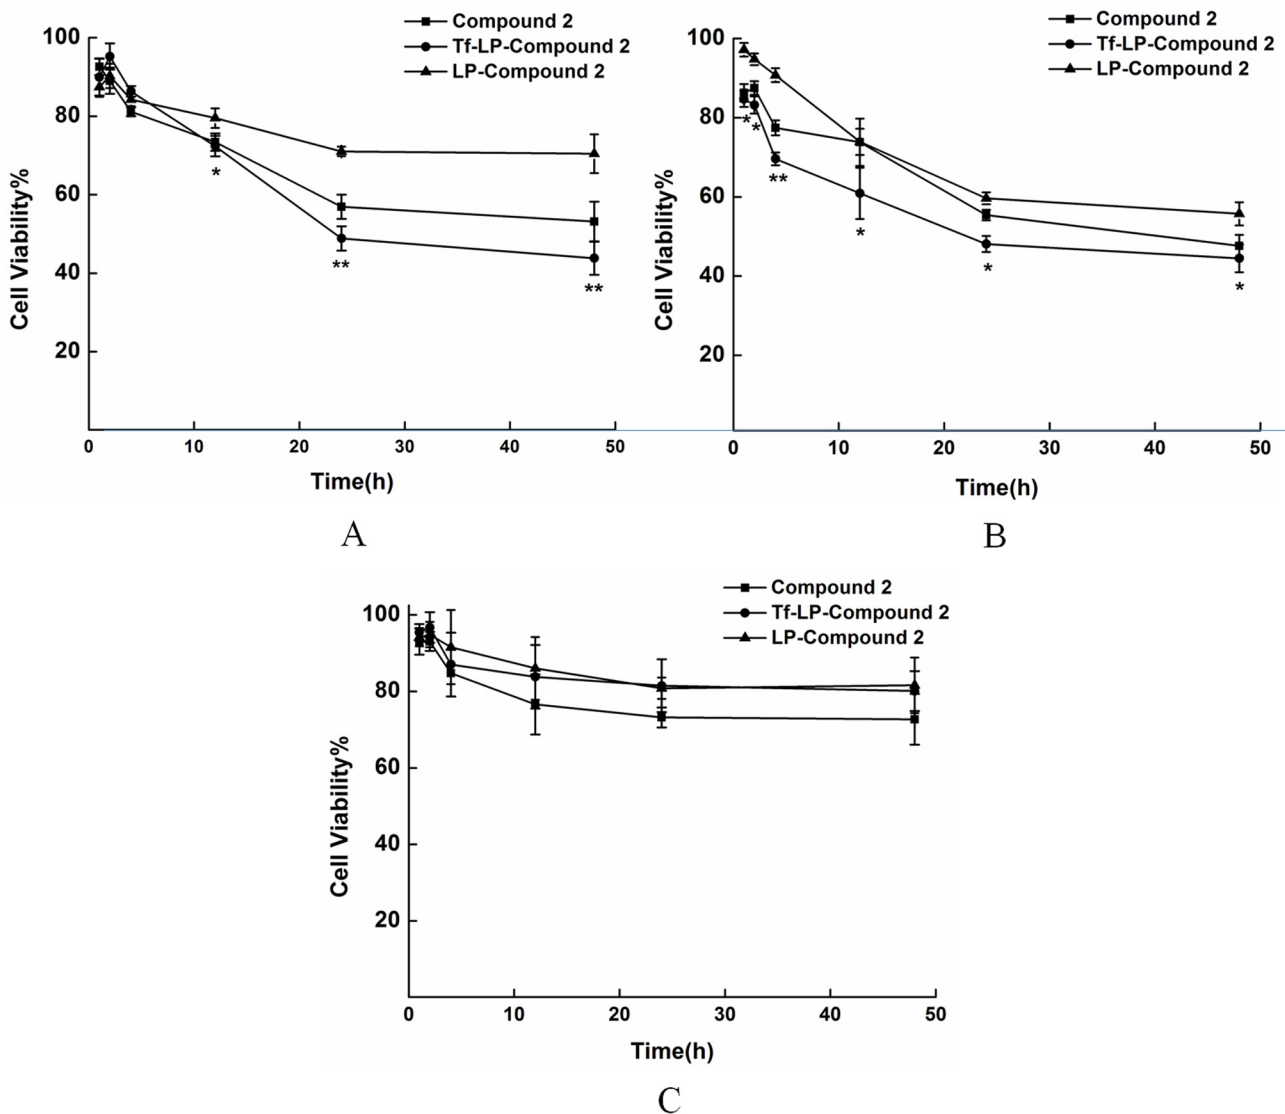 Compound 2
Tf-LP-Compound 2
LP-Compound 2
100
80
60
40
20
Cell Viability%
*
**
**
0 10 20 30 40 50
Time(h)
A
Compound 2
Tf-LP-Compound 2
LP-Compound 2
100
80
60
40
20
Cell Viability%
*
*
**
*
*
*
0 10 20 30 40 50
Time(h)
B
Compound 2
Tf-LP-Compound 2
LP-Compound 2
100
80
60
40
20
Cell Viability%
0 10 20 30 40 50
Time(h)
C